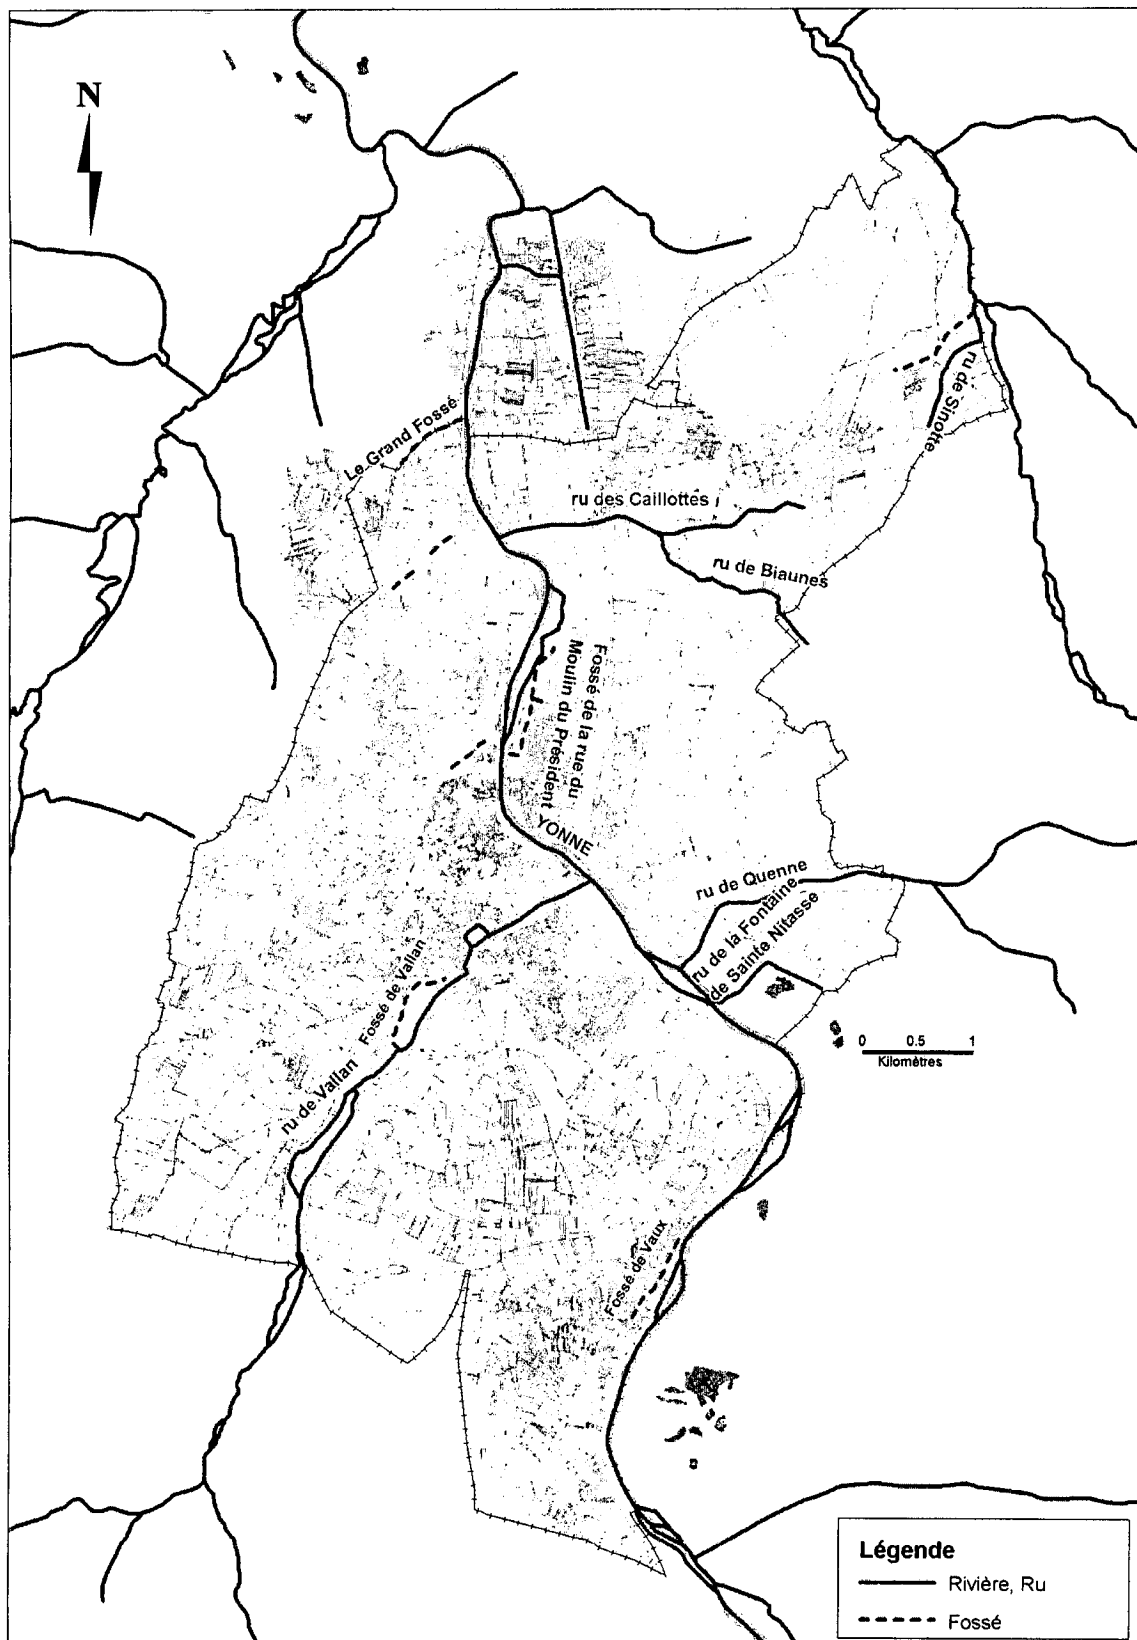 N
Le Grand Fossé
ru de Sinotte
ru des Caillottes
ru de Biaunes
Fossé de la rue du
Moulin du Président
YONNE
ru de Quenne
ru de la Fontaine
de Sainte Nitasse
Fossé de Vallan
ru de Vallan
0 0.5 1
Kilomètres
Fossé de Vaux
Légende
Rivière, Ru
Fossé